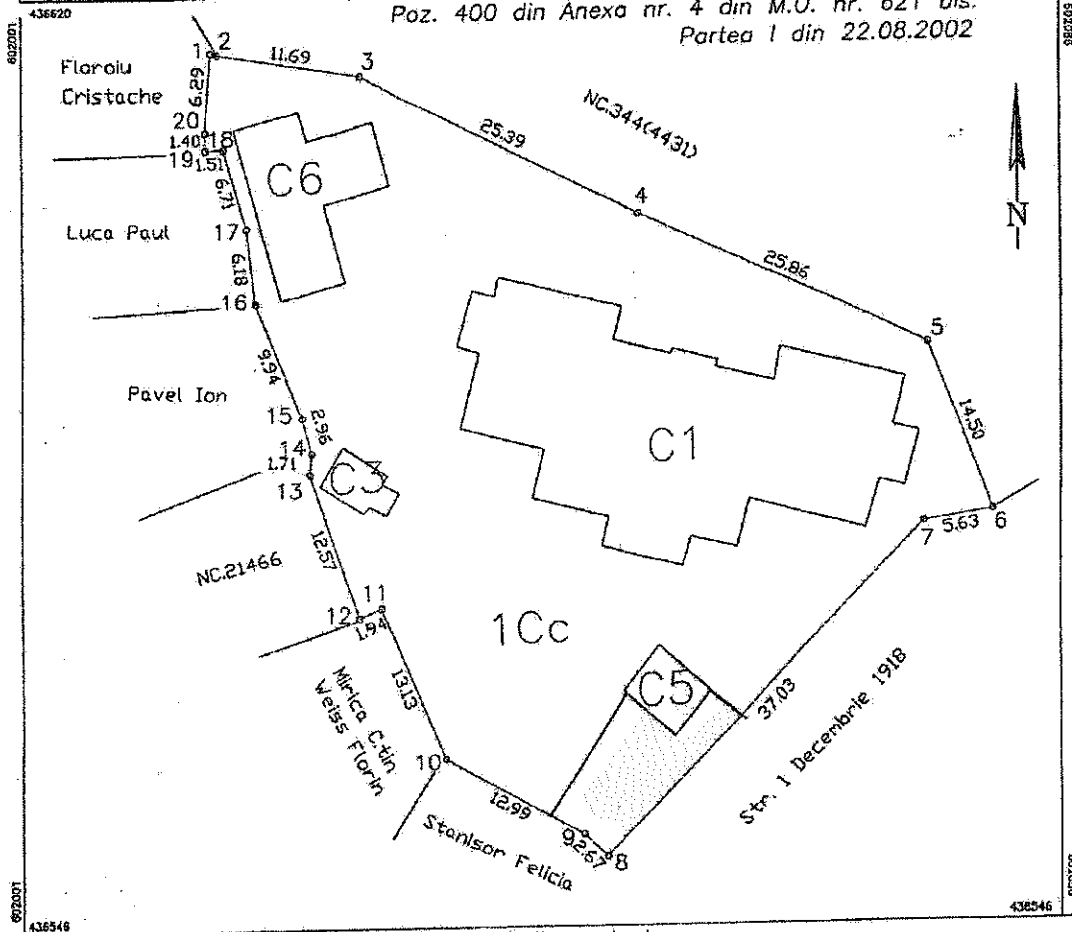 436620
Poz. 400 din Anexa nr. 4 din M.O. nr. 621 bis.
Partea I din 22.08.2002
602001
602086
1 2
11.69
3
Floroiu
Cristache
6.29
NC.344(4431)
25.39
20
1.40
18
19
1.51
C6
6.71
4
N
Luca Paul
17
25.86
6.18
16
5
9.94
Pavel Ion
15
2.96
C1
14.50
14
1.71
C3
13
6
7
5.63
12.57
NC.21466
11
12
1.94
1Cc
Mirica C.tin
Weiss Florin
13.13
C5
37.03
Str. 1 Decembrie 1918
10
12.99
Stanisor Felicia
9
2.67
8
602001
436546
436546